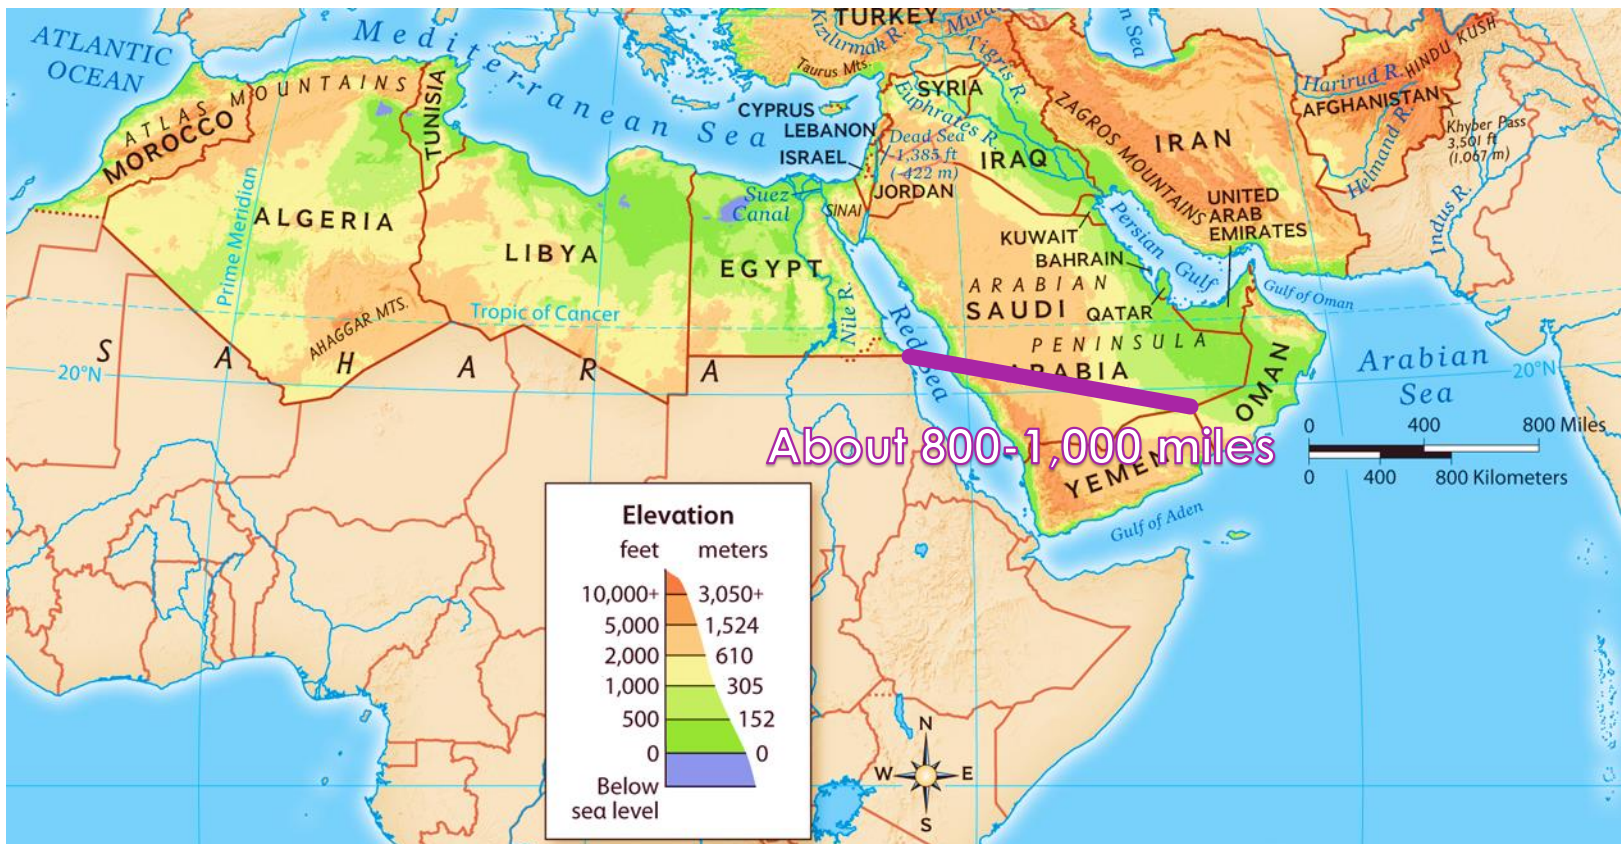 ATLANTIC
OCEAN
Mediterranean Sea
TURKEY
Kızılırmak R.
Mura
Tigris R.
Taurus Mts.
an Sea
HINDU KUSH
Harirud R.
AFGHANISTAN
Khyber Pass
3,501 ft
(1,067 m)
Helmand R.
Indus R.
ATLAS MOUNTAINS
MOROCCO
TUNISIA
CYPRUS
SYRIA
Euphrates R.
LEBANON
ISRAEL
Dead Sea
-1,385 ft
(-422 m)
JORDAN
IRAQ
ZAGROS MOUNTAINS
IRAN
Prime Meridian
ALGERIA
LIBYA
EGYPT
Suez
Canal
SINAI
Nile R.
Red Sea
KUWAIT
BAHRAIN
Persian Gulf
UNITED
ARAB
EMIRATES
ARABIAN
SAUDI
QATAR
PENINSULA
ARABIA
Gulf of Oman
OMAN
Arabian
Sea
AHAGGAR MTS.
Tropic of Cancer
SAHARA
20°N
20°N
About 800-1,000 miles
YEMEN
Gulf of Aden
0 400 800 Miles
0 400 800 Kilometers
Elevation
feet meters
10,000+ 3,050+
5,000 1,524
2,000 610
1,000 305
500 152
0 0
Below
sea level
N
W E
S